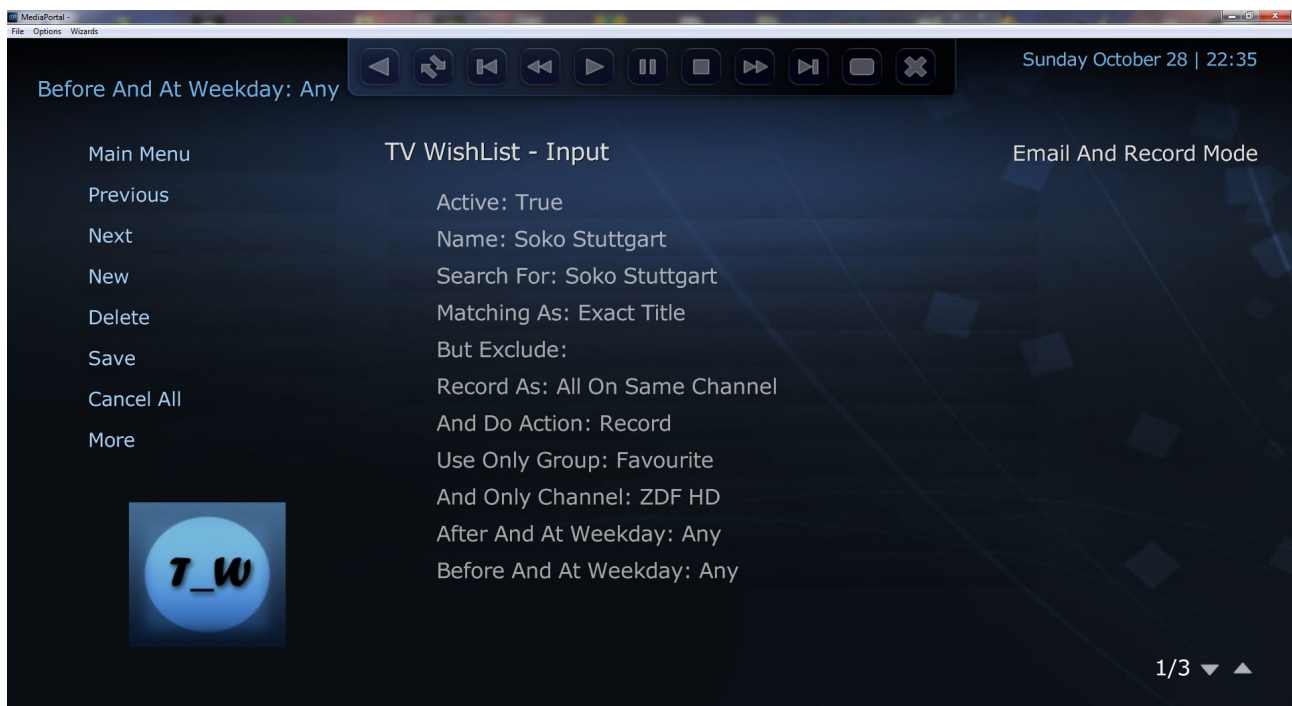 MediaPortal -
File Options Wizards
Sunday October 28 | 22:35
Before And At Weekday: Any
Main Menu
Previous
Next
New
Delete
Save
Cancel All
More
T_W
TV WishList - Input
Email And Record Mode
Active: True
Name: Soko Stuttgart
Search For: Soko Stuttgart
Matching As: Exact Title
But Exclude:
Record As: All On Same Channel
And Do Action: Record
Use Only Group: Favourite
And Only Channel: ZDF HD
After And At Weekday: Any
Before And At Weekday: Any
1/3